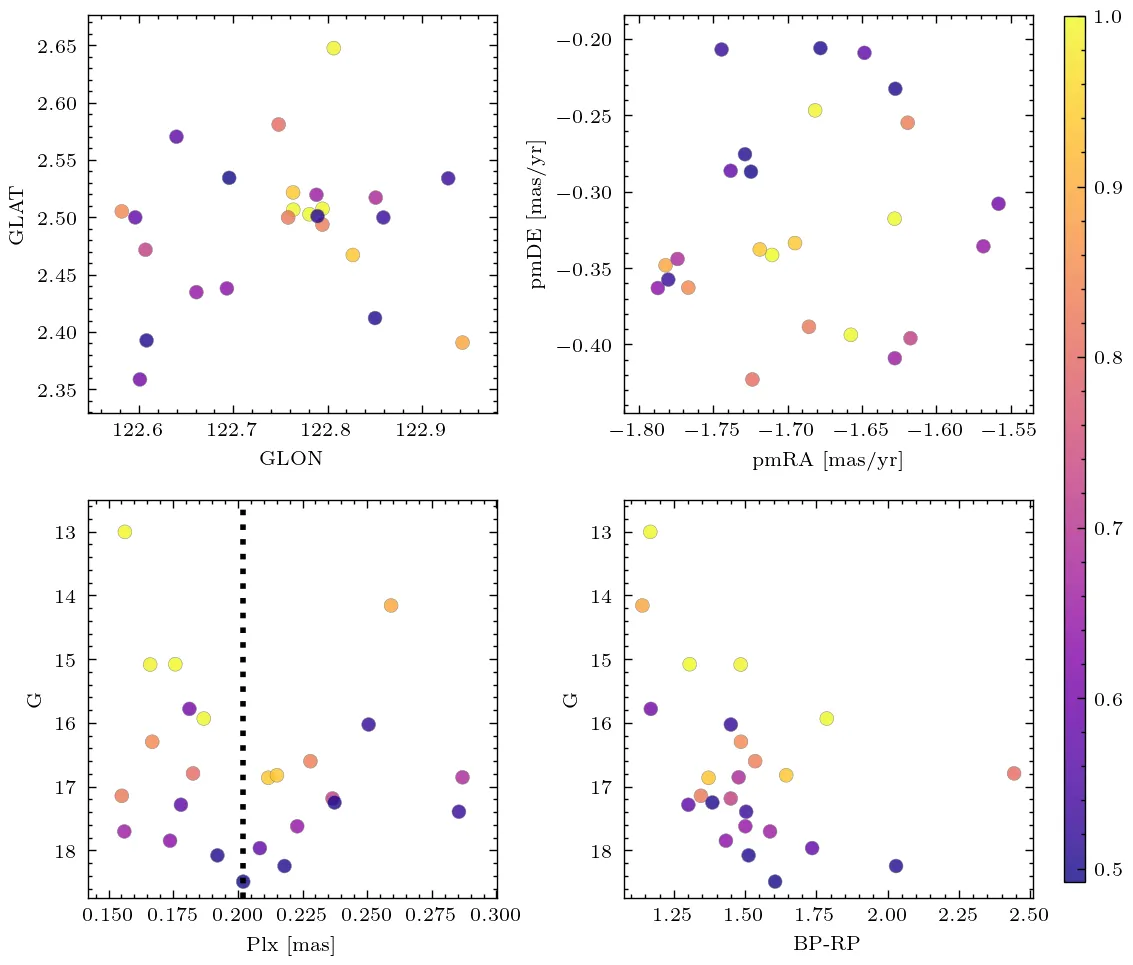 2.65
2.60
2.55
2.50
2.45
2.40
2.35
GLAT
122.6 122.7 122.8 122.9
GLON
−0.20
−0.25
−0.30
−0.35
−0.40
pmDE [mas/yr]
−1.80 −1.75 −1.70 −1.65 −1.60 −1.55
pmRA [mas/yr]
13
14
15
16
17
18
G
0.150 0.175 0.200 0.225 0.250 0.275 0.300
Plx [mas]
13
14
15
16
17
18
G
1.25 1.50 1.75 2.00 2.25 2.50
BP-RP
1.0
0.9
0.8
0.7
0.6
0.5